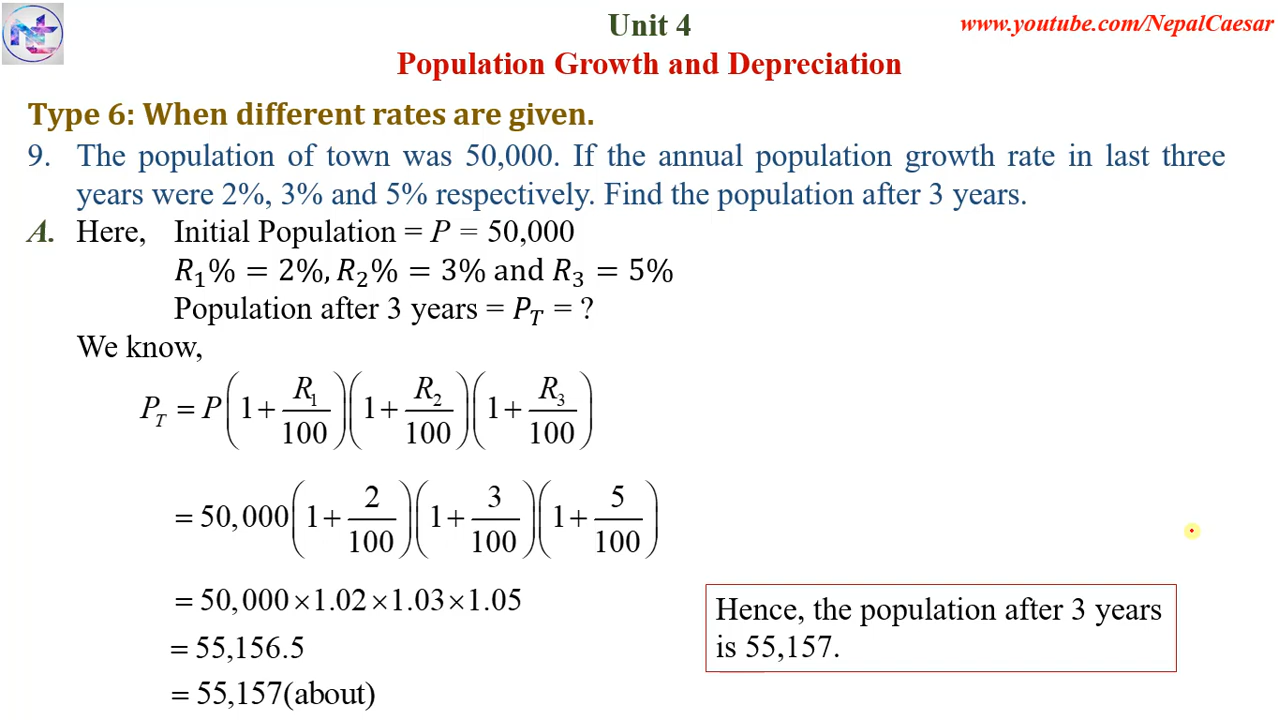 Unit 4
www.youtube.com/NepalCaesar
Population Growth and Depreciation
Type 6: When different rates are given.
9. The population of town was 50,000. If the annual population growth rate in last three
years were 2%, 3% and 5% respectively. Find the population after 3 years.
A. Here, Initial Population = P = 50,000
R₁% = 2%, R₂% = 3% and R₃ = 5%
Population after 3 years = P_T = ?
We know,
P_T = P(1 + R₁/100)(1 + R₂/100)(1 + R₃/100)
= 50,000(1 + 2/100)(1 + 3/100)(1 + 5/100)
= 50,000 × 1.02 × 1.03 × 1.05
= 55,156.5
= 55,157(about)
Hence, the population after 3 years
is 55,157.